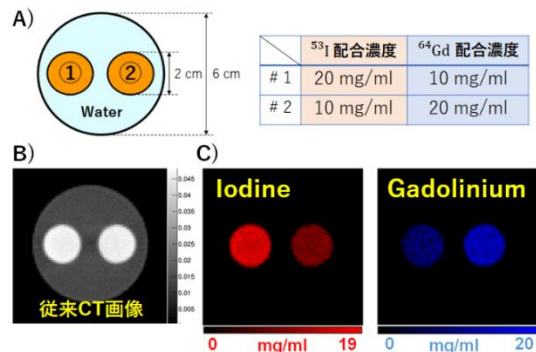 A)
① ②
Water
2 cm
6 cm
⁵³I 配合濃度 ⁶⁴Gd 配合濃度
# 1 20 mg/ml 10 mg/ml
# 2 10 mg/ml 20 mg/ml
B)
従来CT画像
0.045
0.04
0.035
0.03
0.025
0.02
0.015
0.01
0.005
C)
Iodine
0 mg/ml 19
Gadolinium
0 mg/ml 20